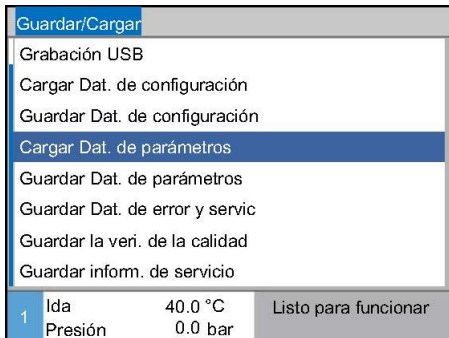 Guardar/Cargar
Grabación USB
Cargar Dat. de configuración
Guardar Dat. de configuración
Cargar Dat. de parámetros
Guardar Dat. de parámetros
Guardar Dat. de error y servic
Guardar la veri. de la calidad
Guardar inform. de servicio
1 Ida 40.0 °C Listo para funcionar
Presión 0.0 bar